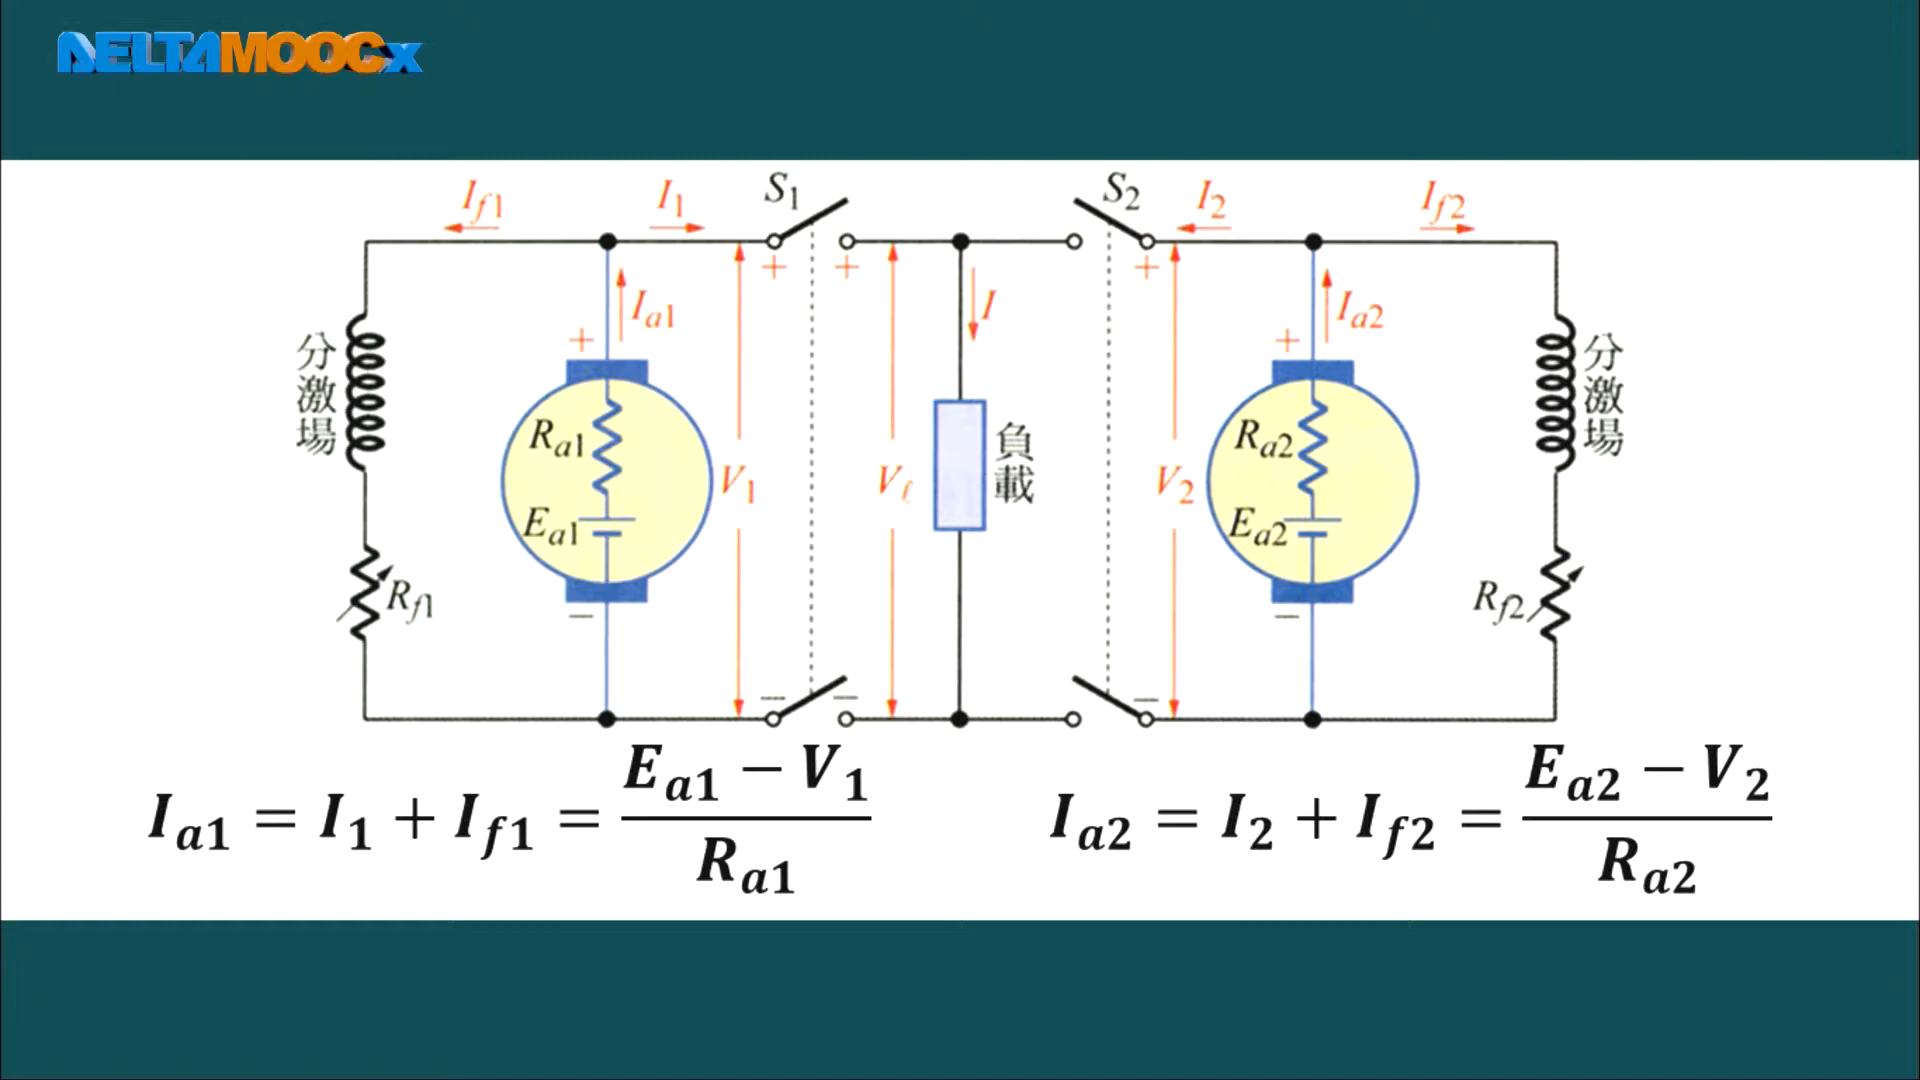 DELTAMOOCx
If1
I1
S1
S2
I2
If2
+
+
+
Ia1
I
Ia2
+
+
分激場
分激場
Ra1
Ra2
負載
V1
Vℓ
V2
Ea1
Ea2
Rf1
Rf2
−
−
−
−
−
Ia1 = I1 + If1 = (Ea1 − V1) / Ra1
Ia2 = I2 + If2 = (Ea2 − V2) / Ra2